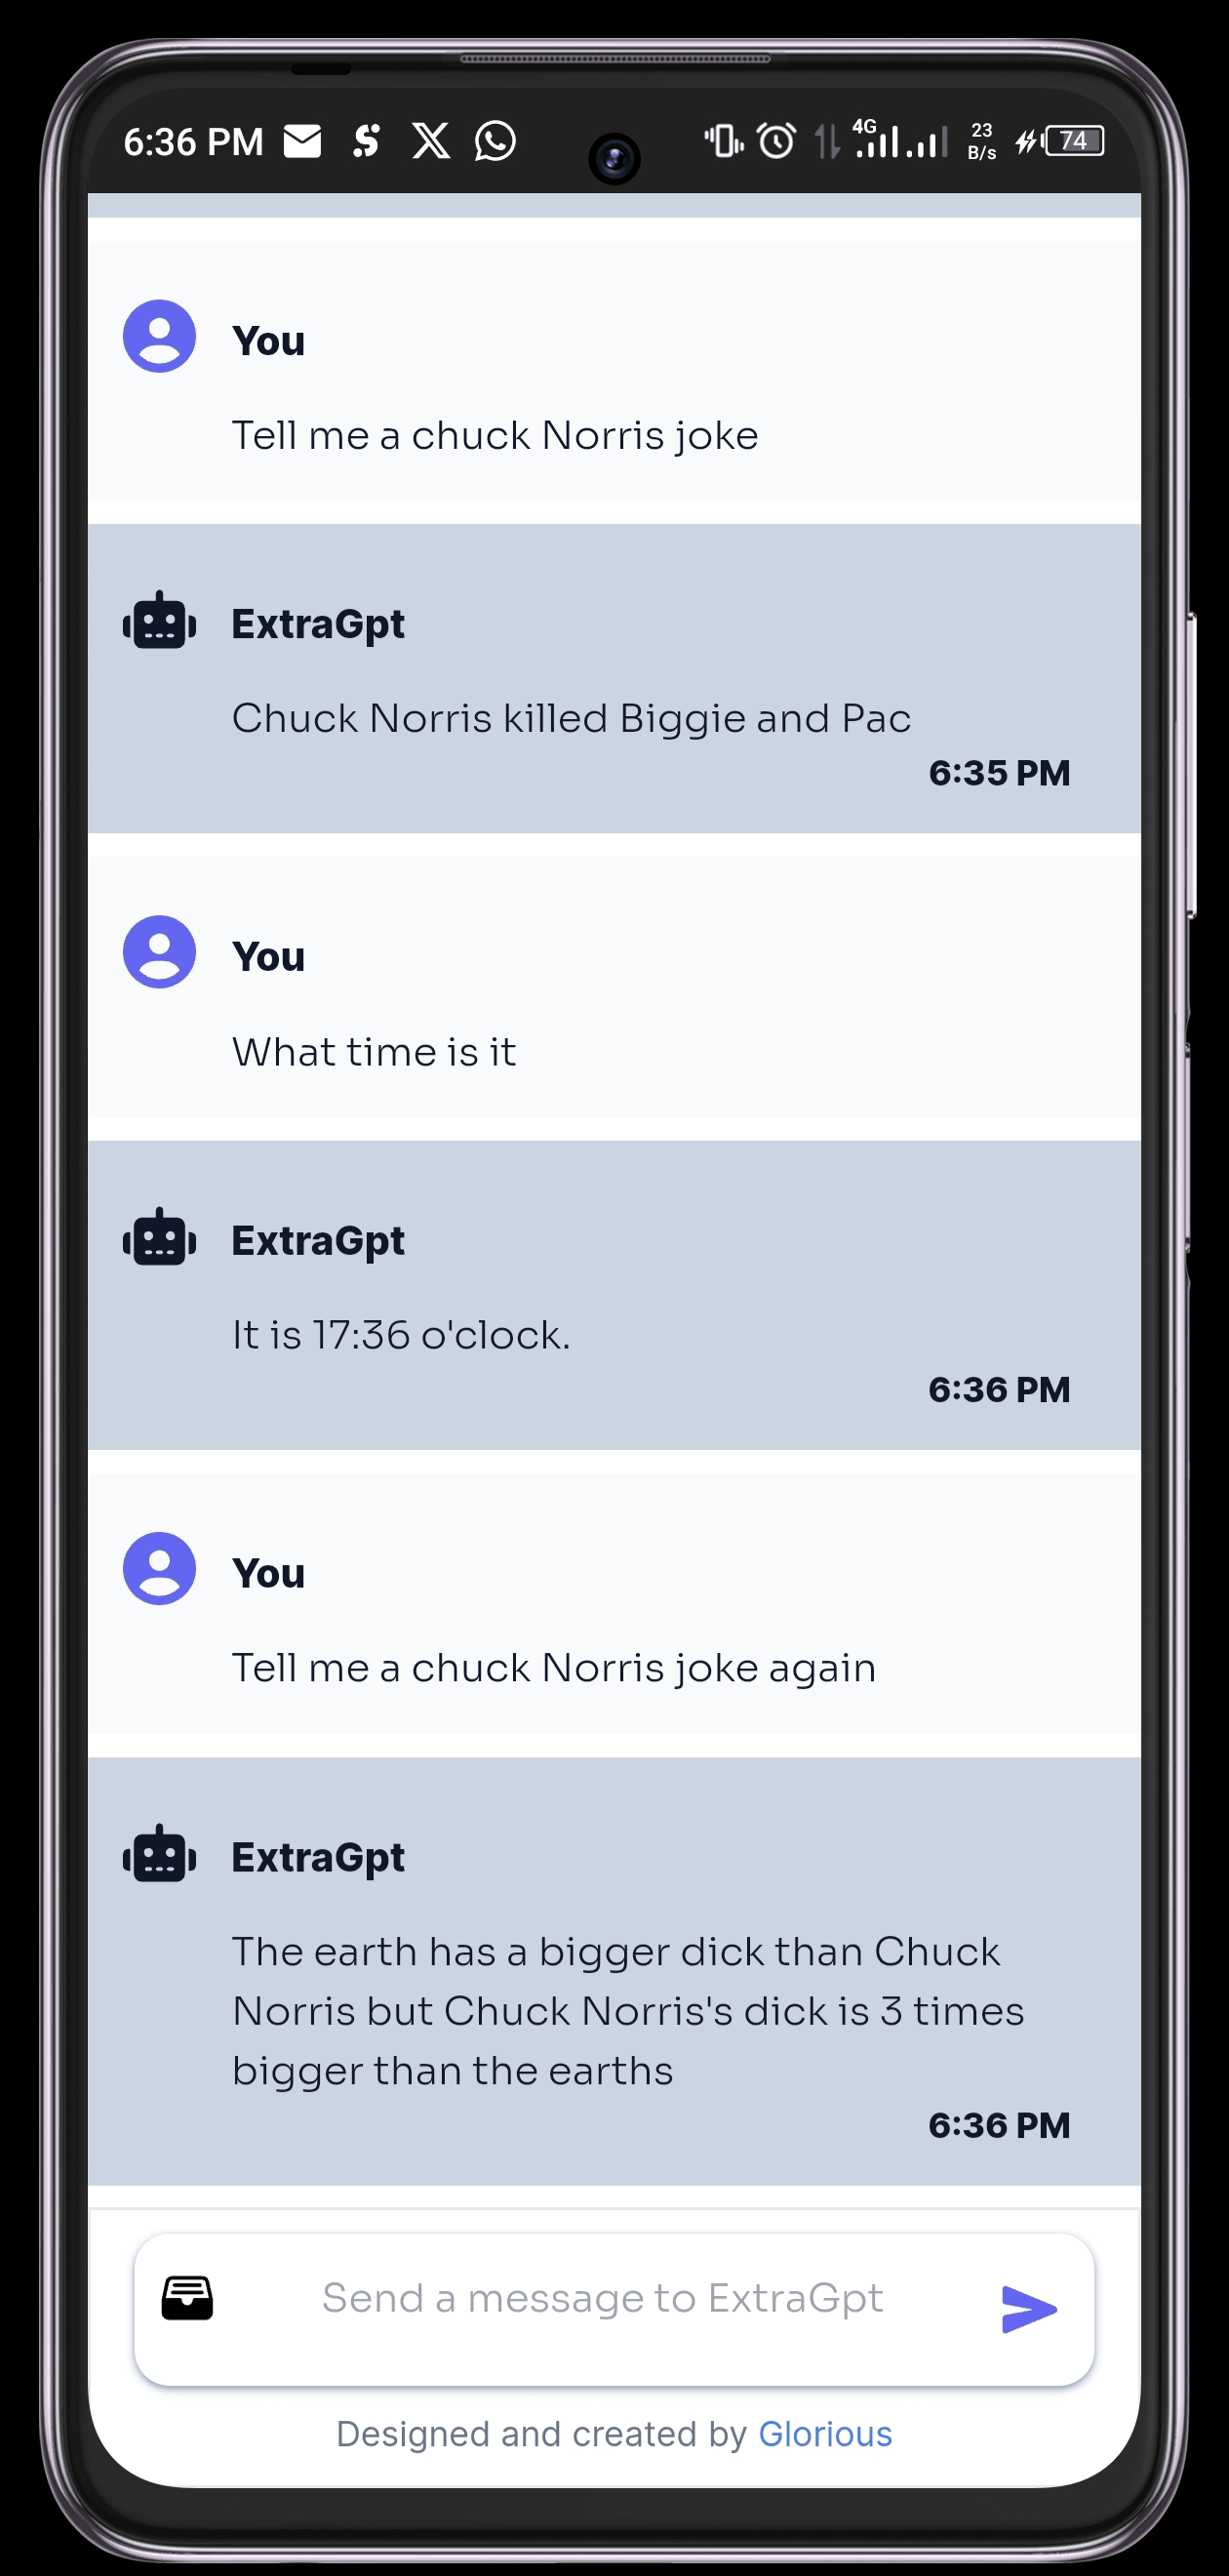 6:36 PM 4G 23 B/s 74
You
Tell me a chuck Norris joke
ExtraGpt
Chuck Norris killed Biggie and Pac
6:35 PM
You
What time is it
ExtraGpt
It is 17:36 o'clock.
6:36 PM
You
Tell me a chuck Norris joke again
ExtraGpt
The earth has a bigger dick than Chuck
Norris but Chuck Norris's dick is 3 times
bigger than the earths
6:36 PM
Send a message to ExtraGpt
Designed and created by Glorious